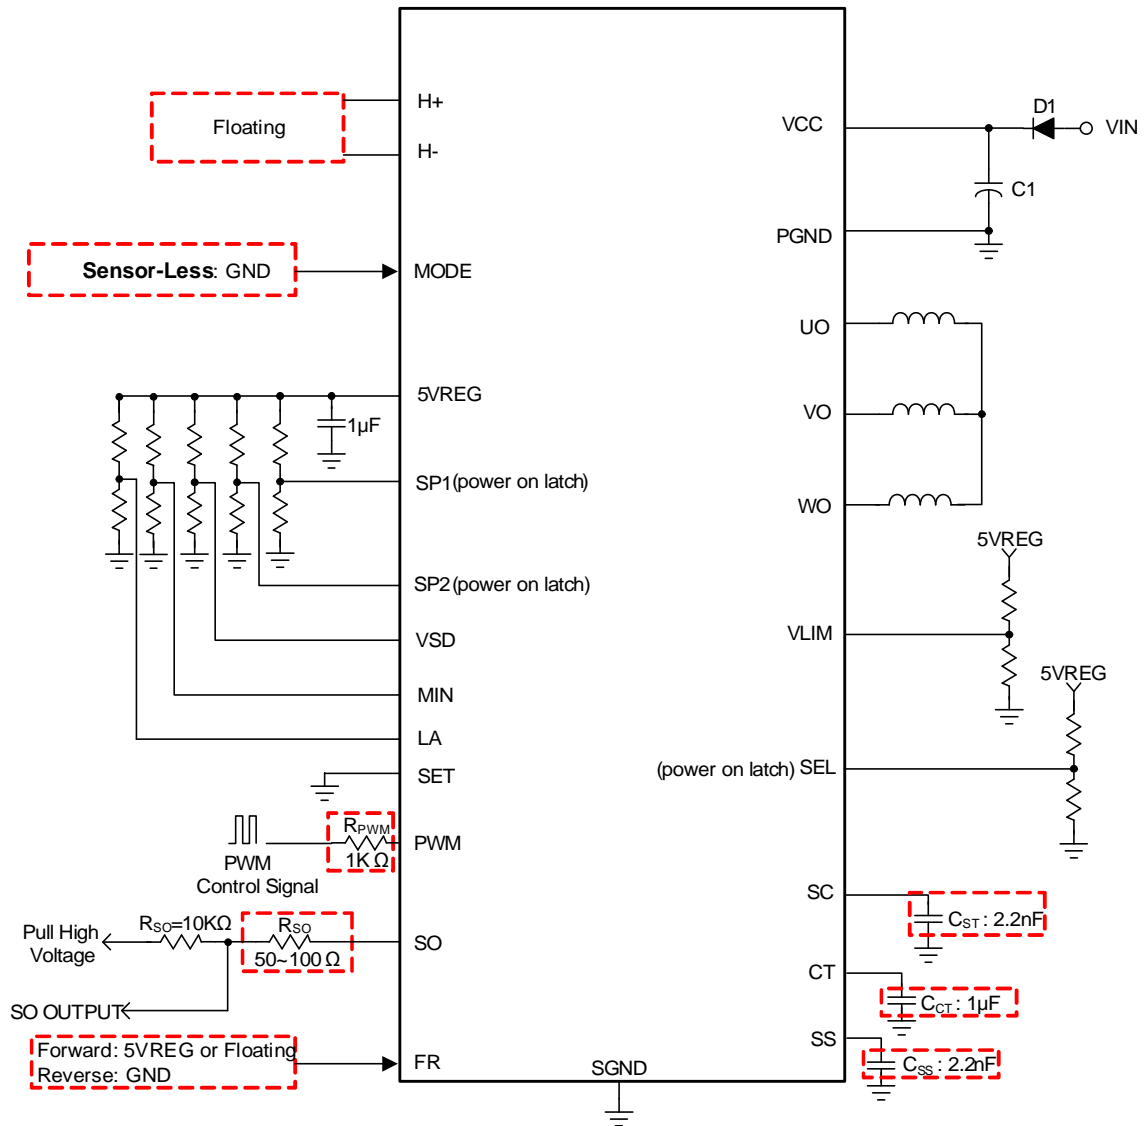 H+
Floating
H-
Sensor-Less: GND
MODE
5VREG
1µF
SP1(power on latch)
SP2(power on latch)
VSD
MIN
LA
SET
RPWM
1KΩ
PWM
PWM
Control Signal
RSO=10KΩ
Pull High
Voltage
RSO
50~100Ω
SO
SO OUTPUT
Forward: 5VREG or Floating
Reverse: GND
FR
SGND
VCC
D1
VIN
C1
PGND
UO
VO
WO
5VREG
VLIM
5VREG
(power on latch) SEL
SC
CST: 2.2nF
CT
CCT: 1µF
SS
CSS: 2.2nF